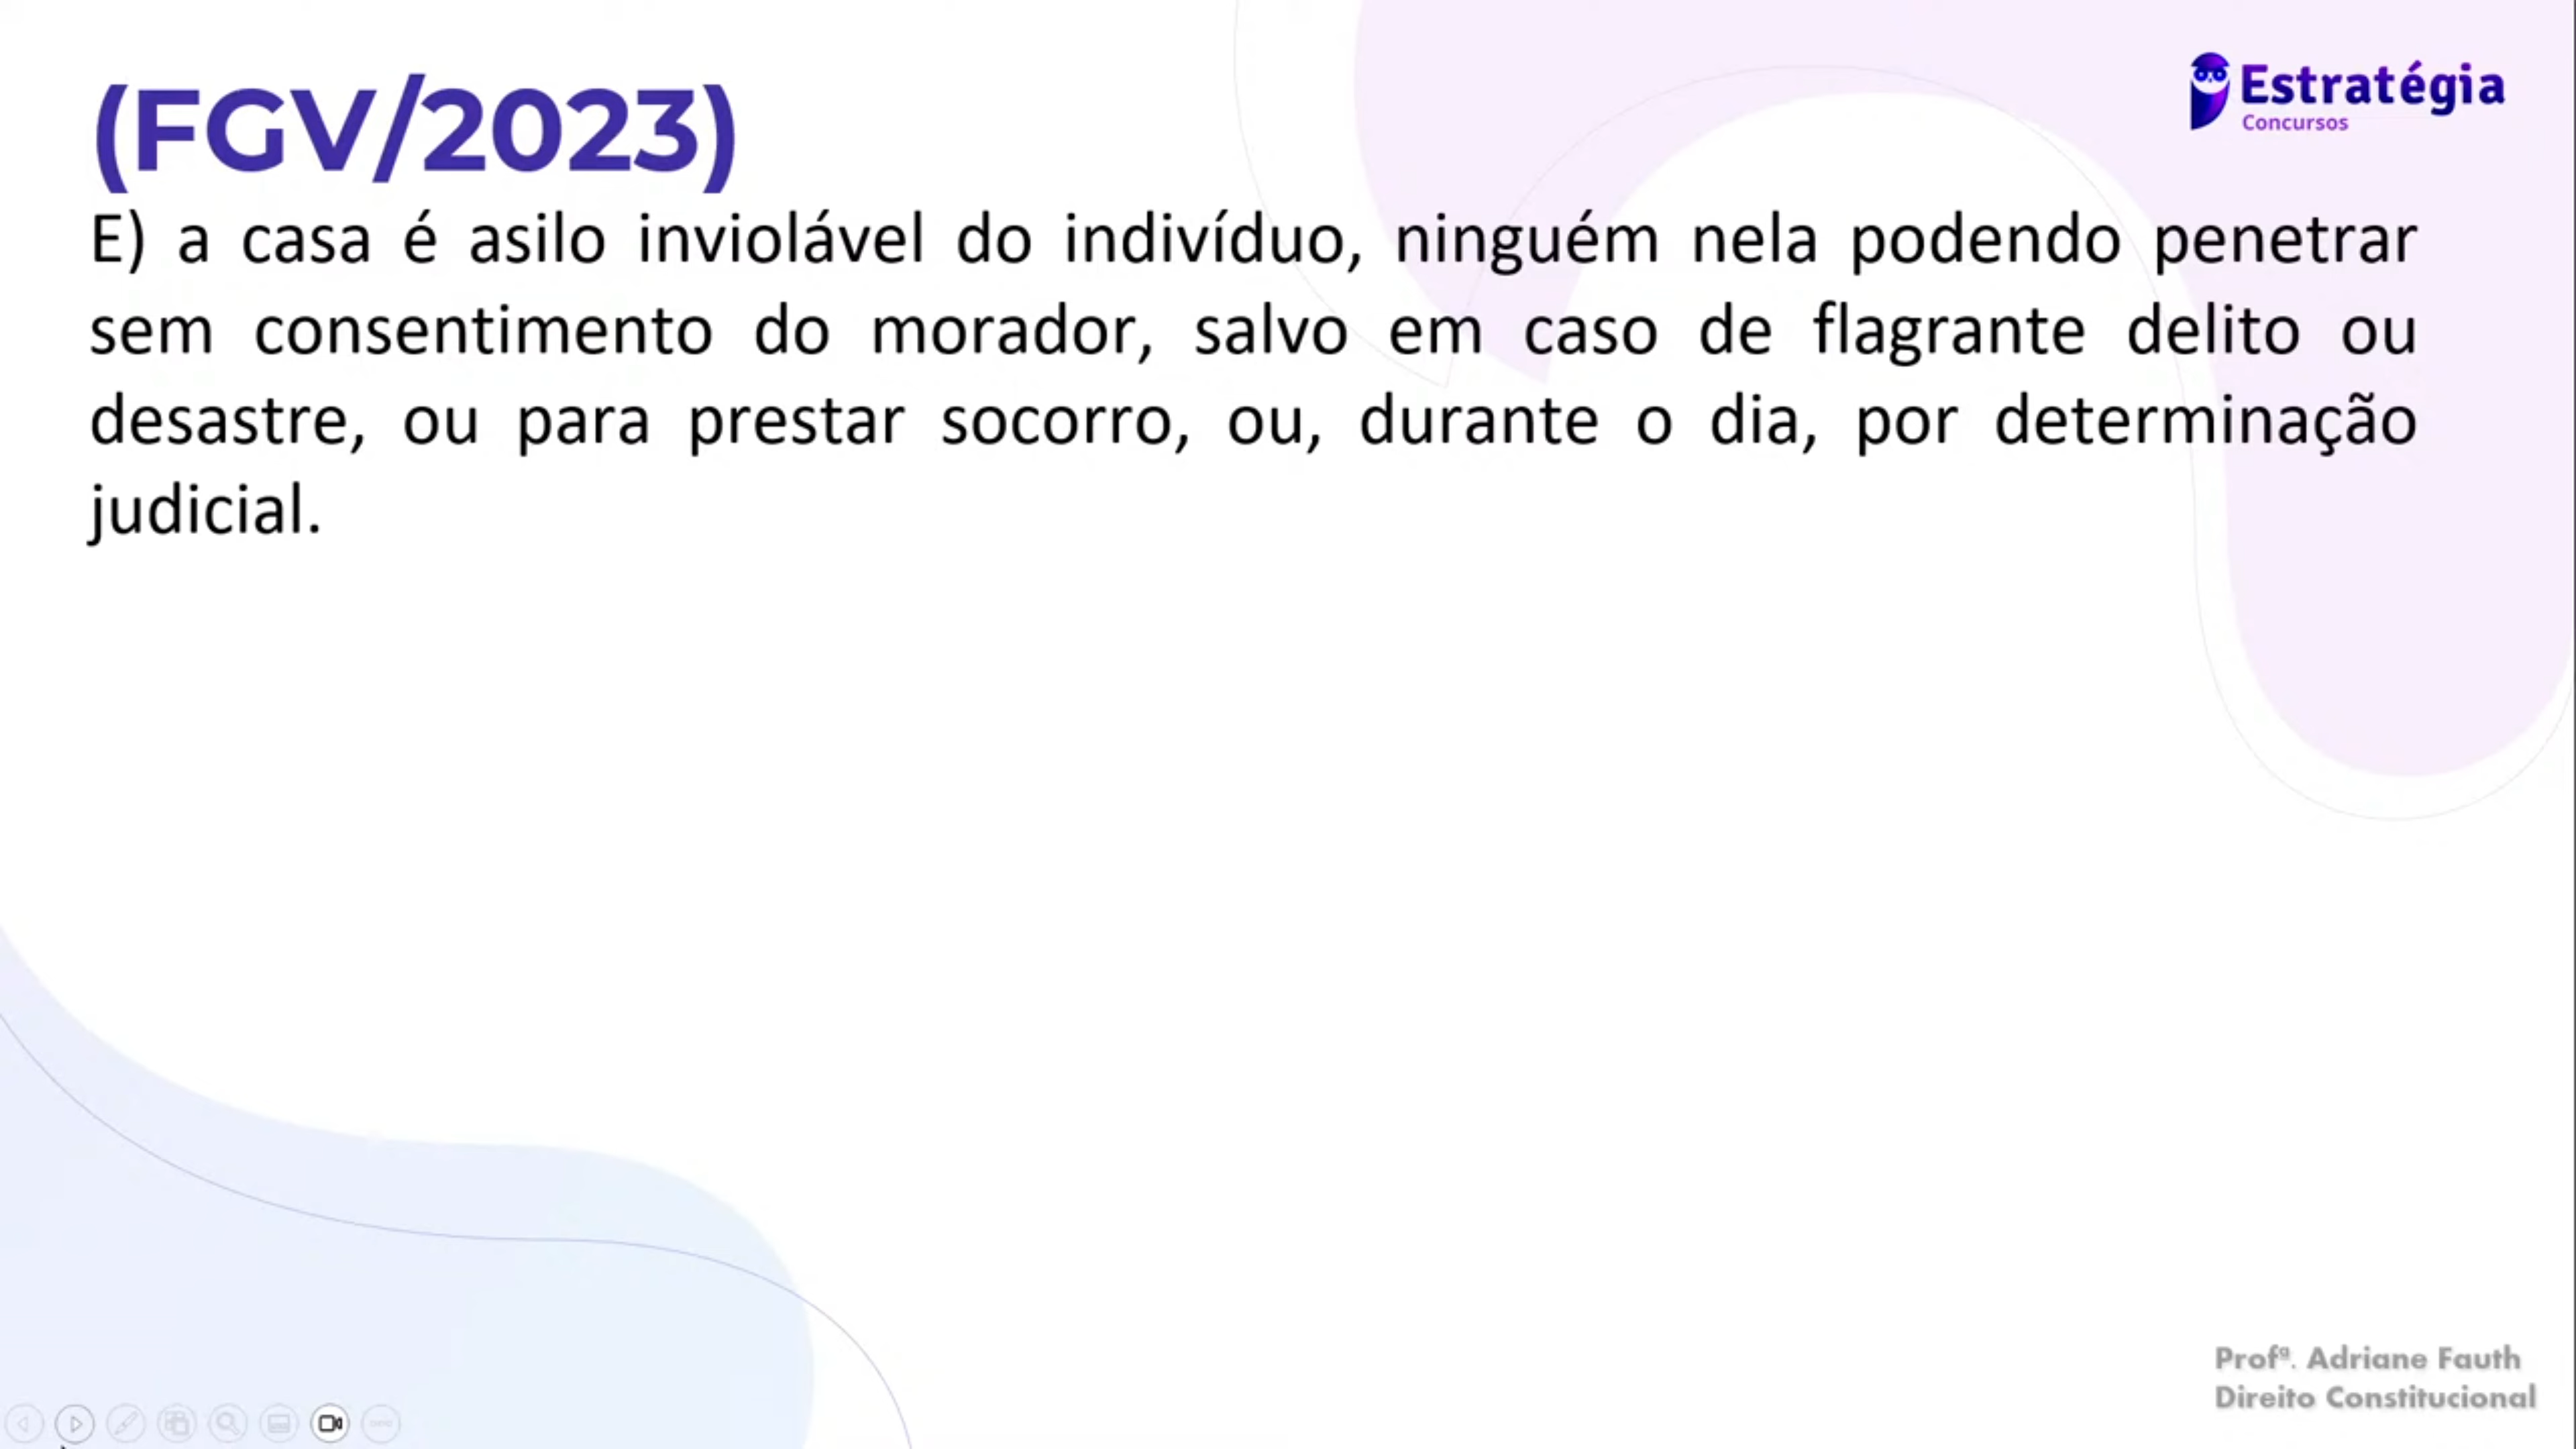 (FGV/2023)
Estratégia
Concursos
E) a casa é asilo inviolável do indivíduo, ninguém nela podendo penetrar
sem consentimento do morador, salvo em caso de flagrante delito ou
desastre, ou para prestar socorro, ou, durante o dia, por determinação
judicial.
Profª. Adriane Fauth
Direito Constitucional